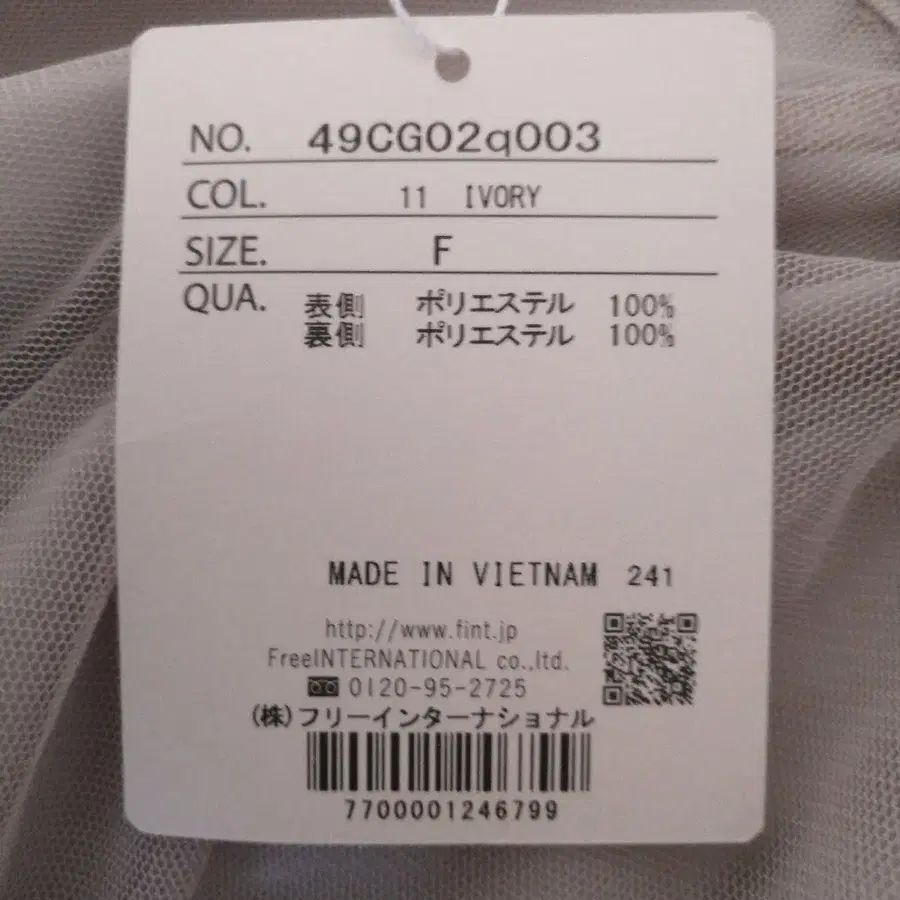 NO. 49CG02q003
COL. 11 IVORY
SIZE. F
QUA. 表側 ポリエステル 100%
裏側 ポリエステル 100%
MADE IN VIETNAM 241
http://www.fint.jp
FreeINTERNATIONAL co.,ltd.
0120-95-2725
(株)フリーインターナショナル
7700001246799